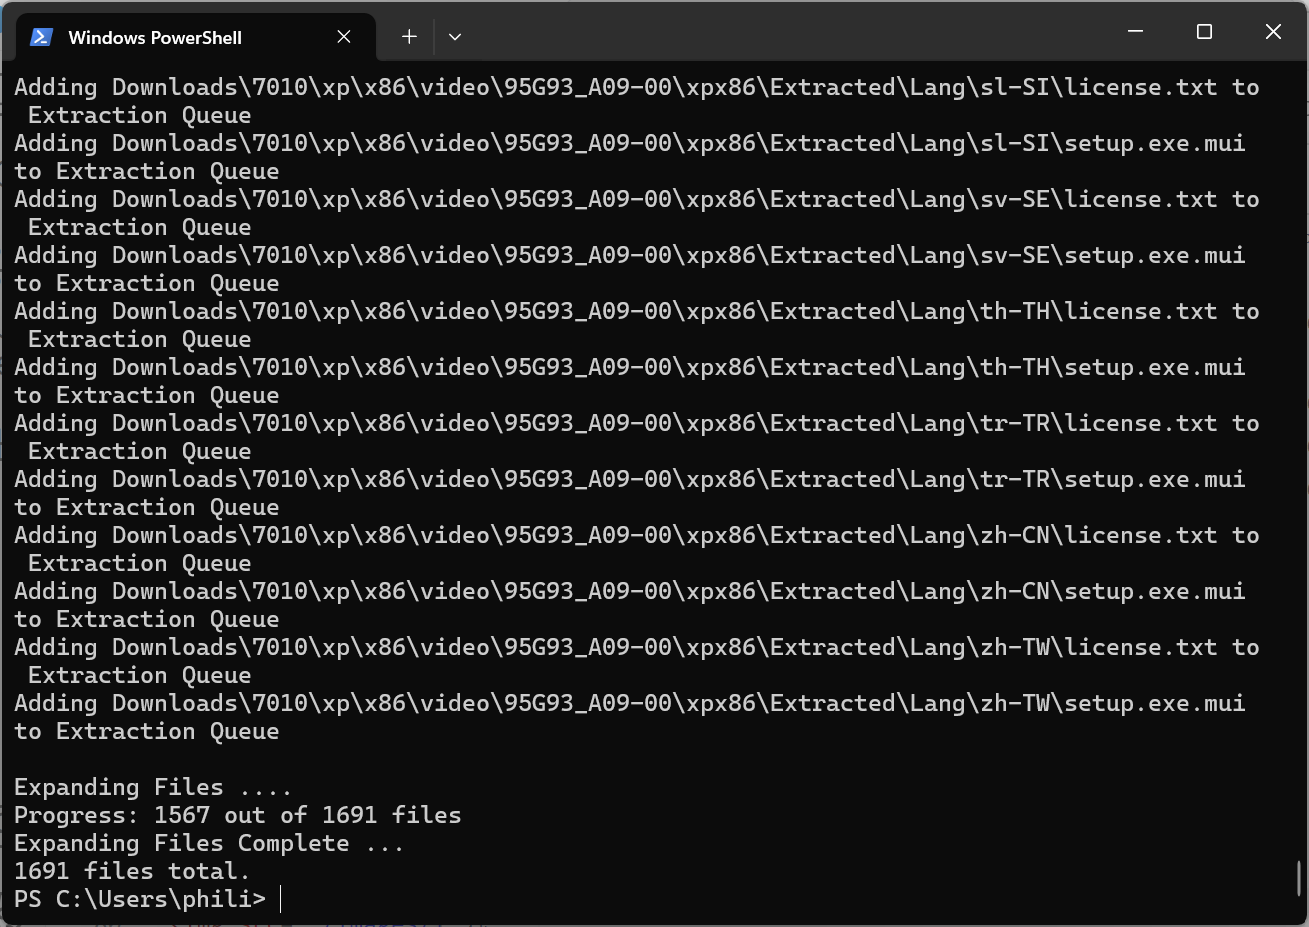 Windows PowerShell
Adding Downloads\7010\xp\x86\video\95G93_A09-00\xpx86\Extracted\Lang\sl-SI\license.txt to
Extraction Queue
Adding Downloads\7010\xp\x86\video\95G93_A09-00\xpx86\Extracted\Lang\sl-SI\setup.exe.mui
to Extraction Queue
Adding Downloads\7010\xp\x86\video\95G93_A09-00\xpx86\Extracted\Lang\sv-SE\license.txt to
Extraction Queue
Adding Downloads\7010\xp\x86\video\95G93_A09-00\xpx86\Extracted\Lang\sv-SE\setup.exe.mui
to Extraction Queue
Adding Downloads\7010\xp\x86\video\95G93_A09-00\xpx86\Extracted\Lang\th-TH\license.txt to
Extraction Queue
Adding Downloads\7010\xp\x86\video\95G93_A09-00\xpx86\Extracted\Lang\th-TH\setup.exe.mui
to Extraction Queue
Adding Downloads\7010\xp\x86\video\95G93_A09-00\xpx86\Extracted\Lang\tr-TR\license.txt to
Extraction Queue
Adding Downloads\7010\xp\x86\video\95G93_A09-00\xpx86\Extracted\Lang\tr-TR\setup.exe.mui
to Extraction Queue
Adding Downloads\7010\xp\x86\video\95G93_A09-00\xpx86\Extracted\Lang\zh-CN\license.txt to
Extraction Queue
Adding Downloads\7010\xp\x86\video\95G93_A09-00\xpx86\Extracted\Lang\zh-CN\setup.exe.mui
to Extraction Queue
Adding Downloads\7010\xp\x86\video\95G93_A09-00\xpx86\Extracted\Lang\zh-TW\license.txt to
Extraction Queue
Adding Downloads\7010\xp\x86\video\95G93_A09-00\xpx86\Extracted\Lang\zh-TW\setup.exe.mui
to Extraction Queue
Expanding Files ....
Progress: 1567 out of 1691 files
Expanding Files Complete ...
1691 files total.
PS C:\Users\phili>